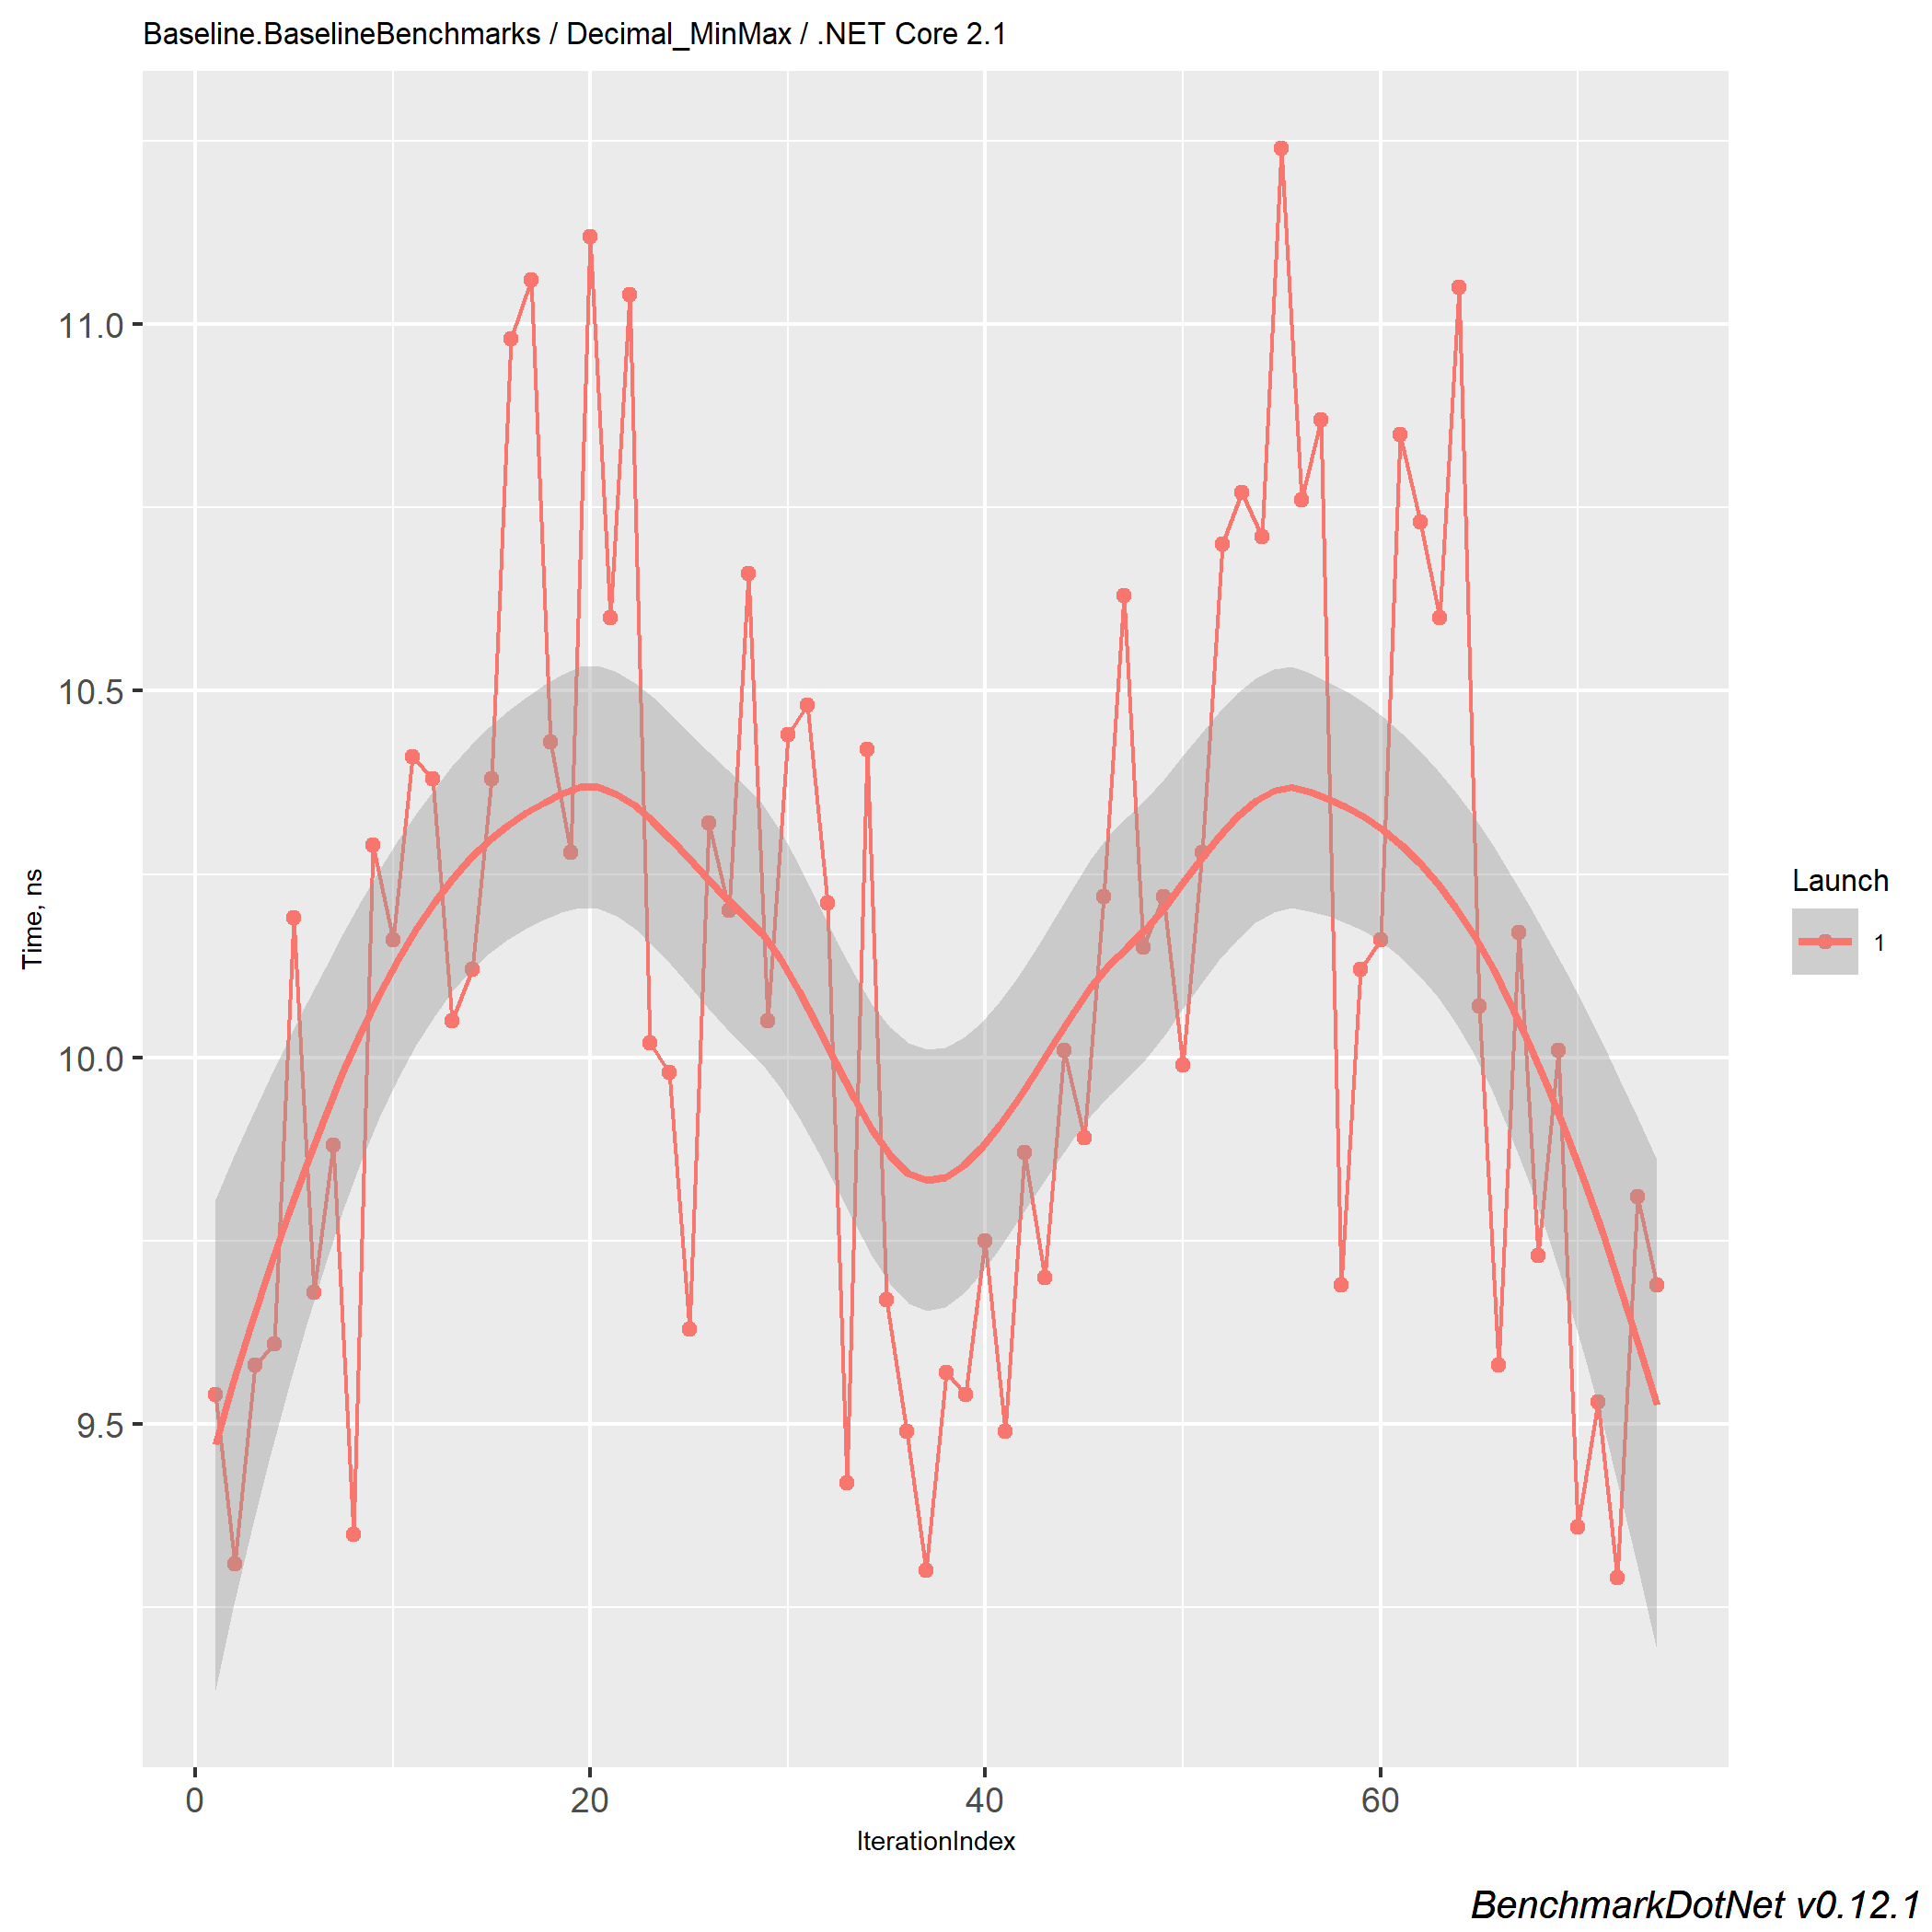 Baseline.BaselineBenchmarks / Decimal_MinMax / .NET Core 2.1
11.0
10.5
10.0
9.5
Time, ns
0 20 40 60
IterationIndex
Launch
1
BenchmarkDotNet v0.12.1